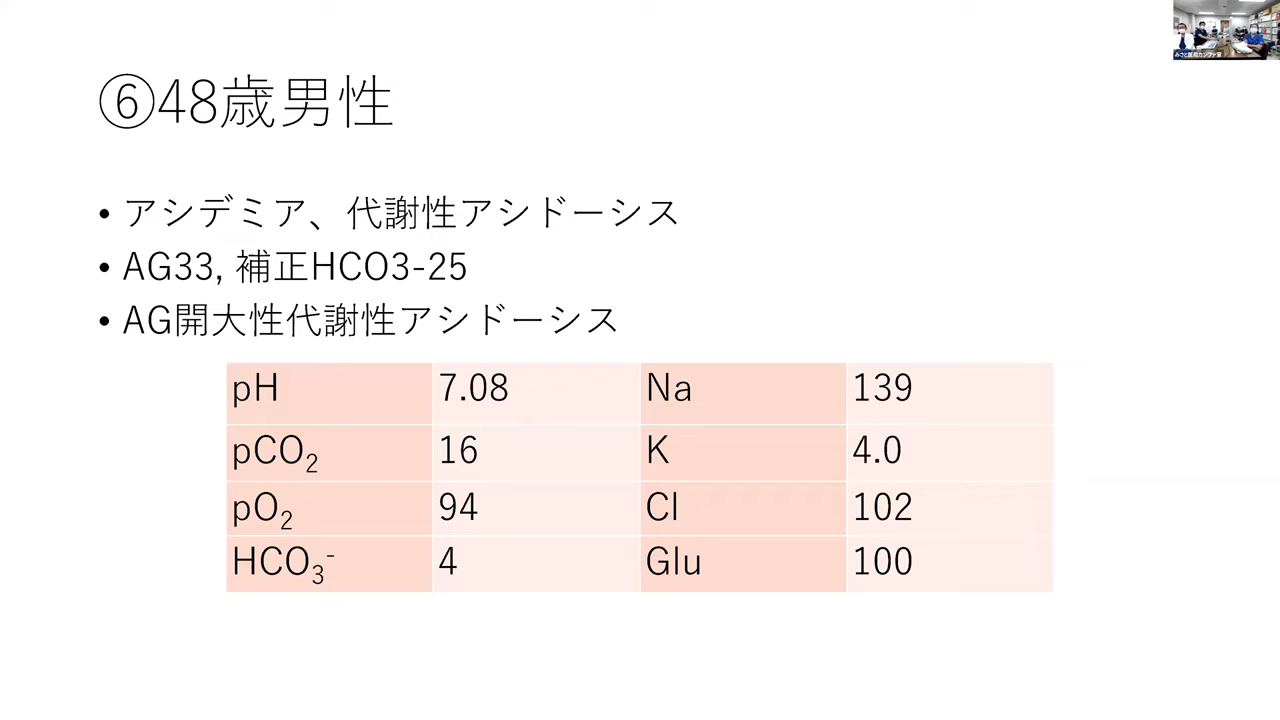 ⑥48歳男性
• アシデミア、代謝性アシドーシス
• AG33, 補正HCO3-25
• AG開大性代謝性アシドーシス
pH 7.08 Na 139
pCO₂ 16 K 4.0
pO₂ 94 Cl 102
HCO₃⁻ 4 Glu 100